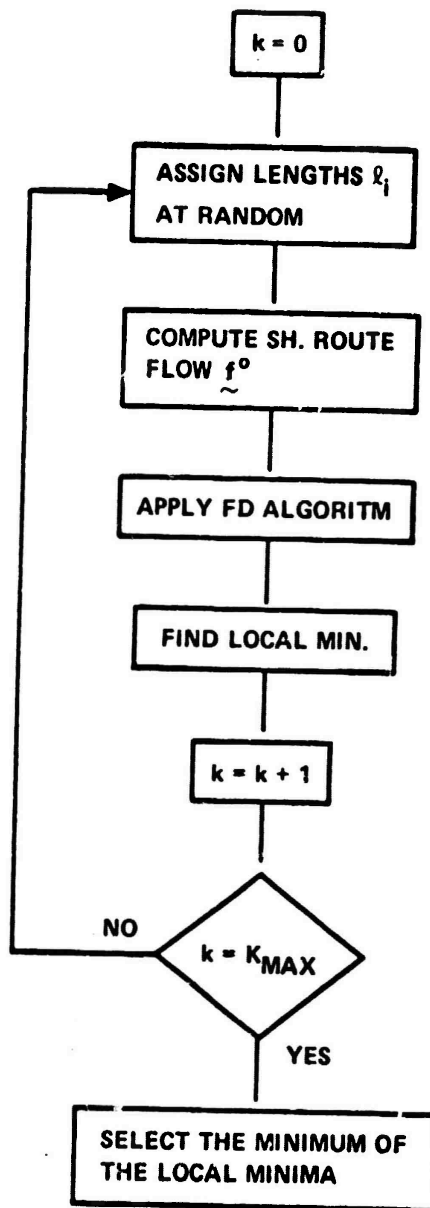 k = 0
ASSIGN LENGTHS ℓi
AT RANDOM
COMPUTE SH. ROUTE
FLOW f°
APPLY FD ALGORITM
FIND LOCAL MIN.
k = k + 1
NO
k = KMAX
YES
SELECT THE MINIMUM OF
THE LOCAL MINIMA